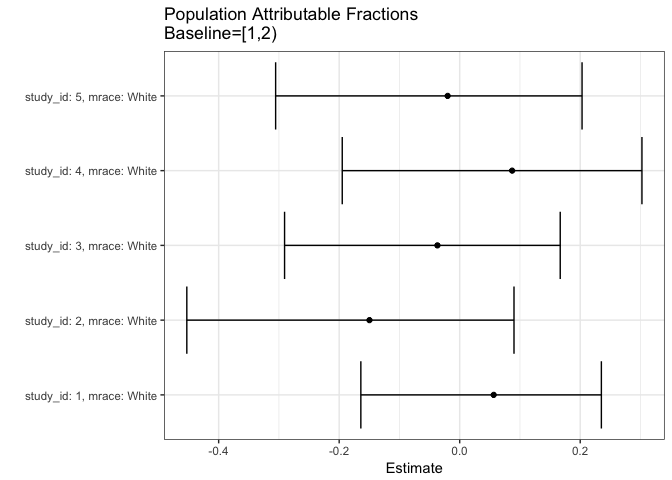 Population Attributable Fractions
Baseline=[1,2)
study_id: 5, mrace: White
study_id: 4, mrace: White
study_id: 3, mrace: White
study_id: 2, mrace: White
study_id: 1, mrace: White
-0.4 -0.2 0.0 0.2
Estimate